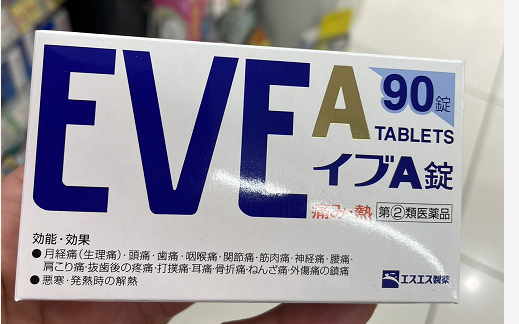 EVE A 90錠
TABLETS
イブA錠
痛み・熱 指定②類医薬品
効能・効果
●月経痛(生理痛)・頭痛・歯痛・咽喉痛・関節痛・筋肉痛・神経痛・腰痛・
肩こり痛・抜歯後の疼痛・打撲痛・耳痛・骨折痛・ねんざ痛・外傷痛の鎮痛
●悪寒・発熱時の解熱
エスエス製薬